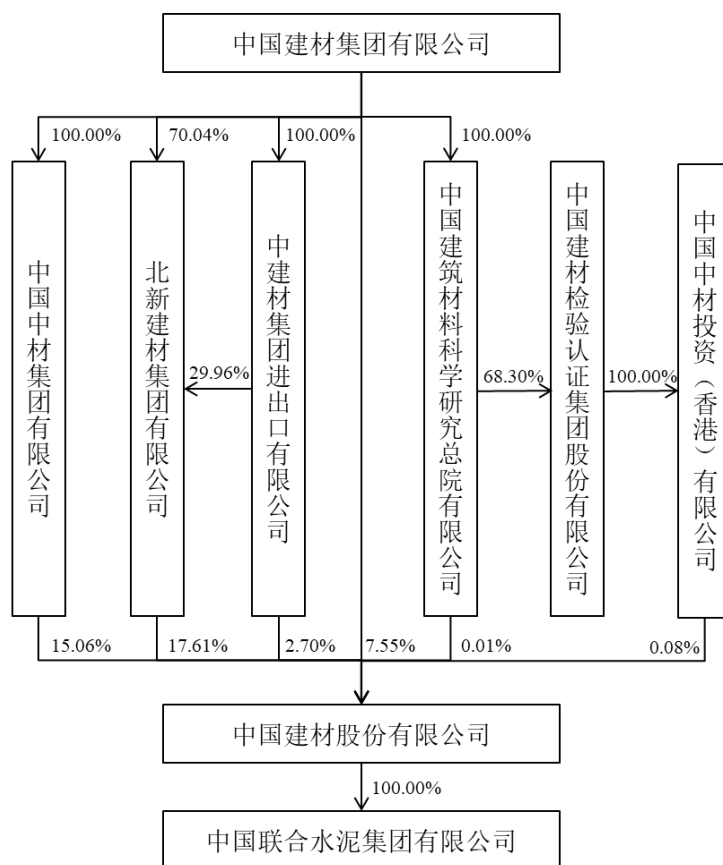 中国建材集团有限公司
100.00%
70.04%
100.00%
100.00%
中国中材集团有限公司
北新建材集团有限公司
中建材集团进出口有限公司
中国建筑材料科学研究总院有限公司
中国建材检验认证集团股份有限公司
中国中材投资（香港）有限公司
29.96%
68.30%
100.00%
15.06%
17.61%
2.70%
7.55%
0.01%
0.08%
中国建材股份有限公司
100.00%
中国联合水泥集团有限公司